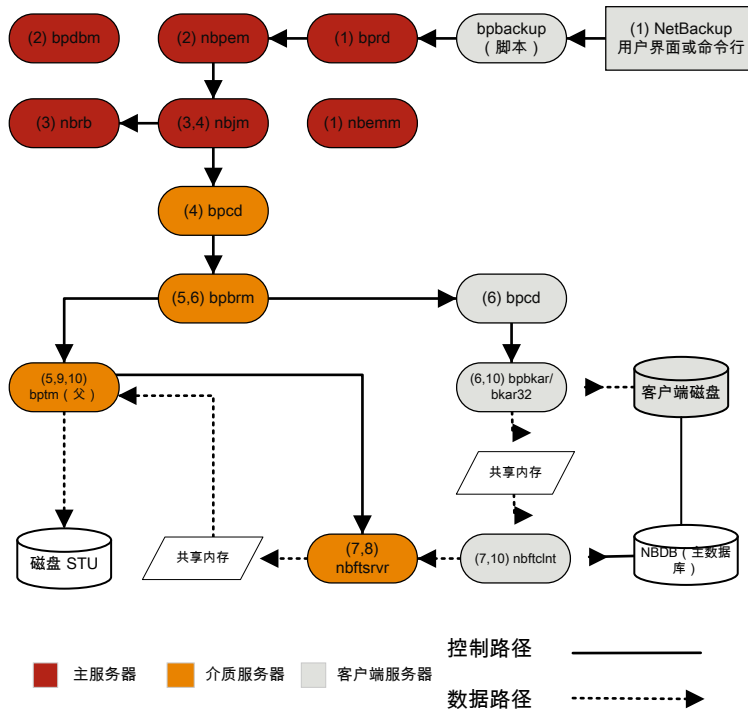 (2) bpdbm
(2) nbpem
(1) bprd
bpbackup
（脚本）
(1) NetBackup
用户界面或命令行
(3) nbrb
(3,4) nbjm
(1) nbemm
(4) bpcd
(5,6) bpbrm
(6) bpcd
(5,9,10)
bptm（父）
(6,10) bpbkar/
bkar32
客户端磁盘
共享内存
磁盘 STU
共享内存
(7,8)
nbftsrvr
(7,10) nbftclnt
NBDB（主数据
库）
主服务器
介质服务器
客户端服务器
控制路径
数据路径